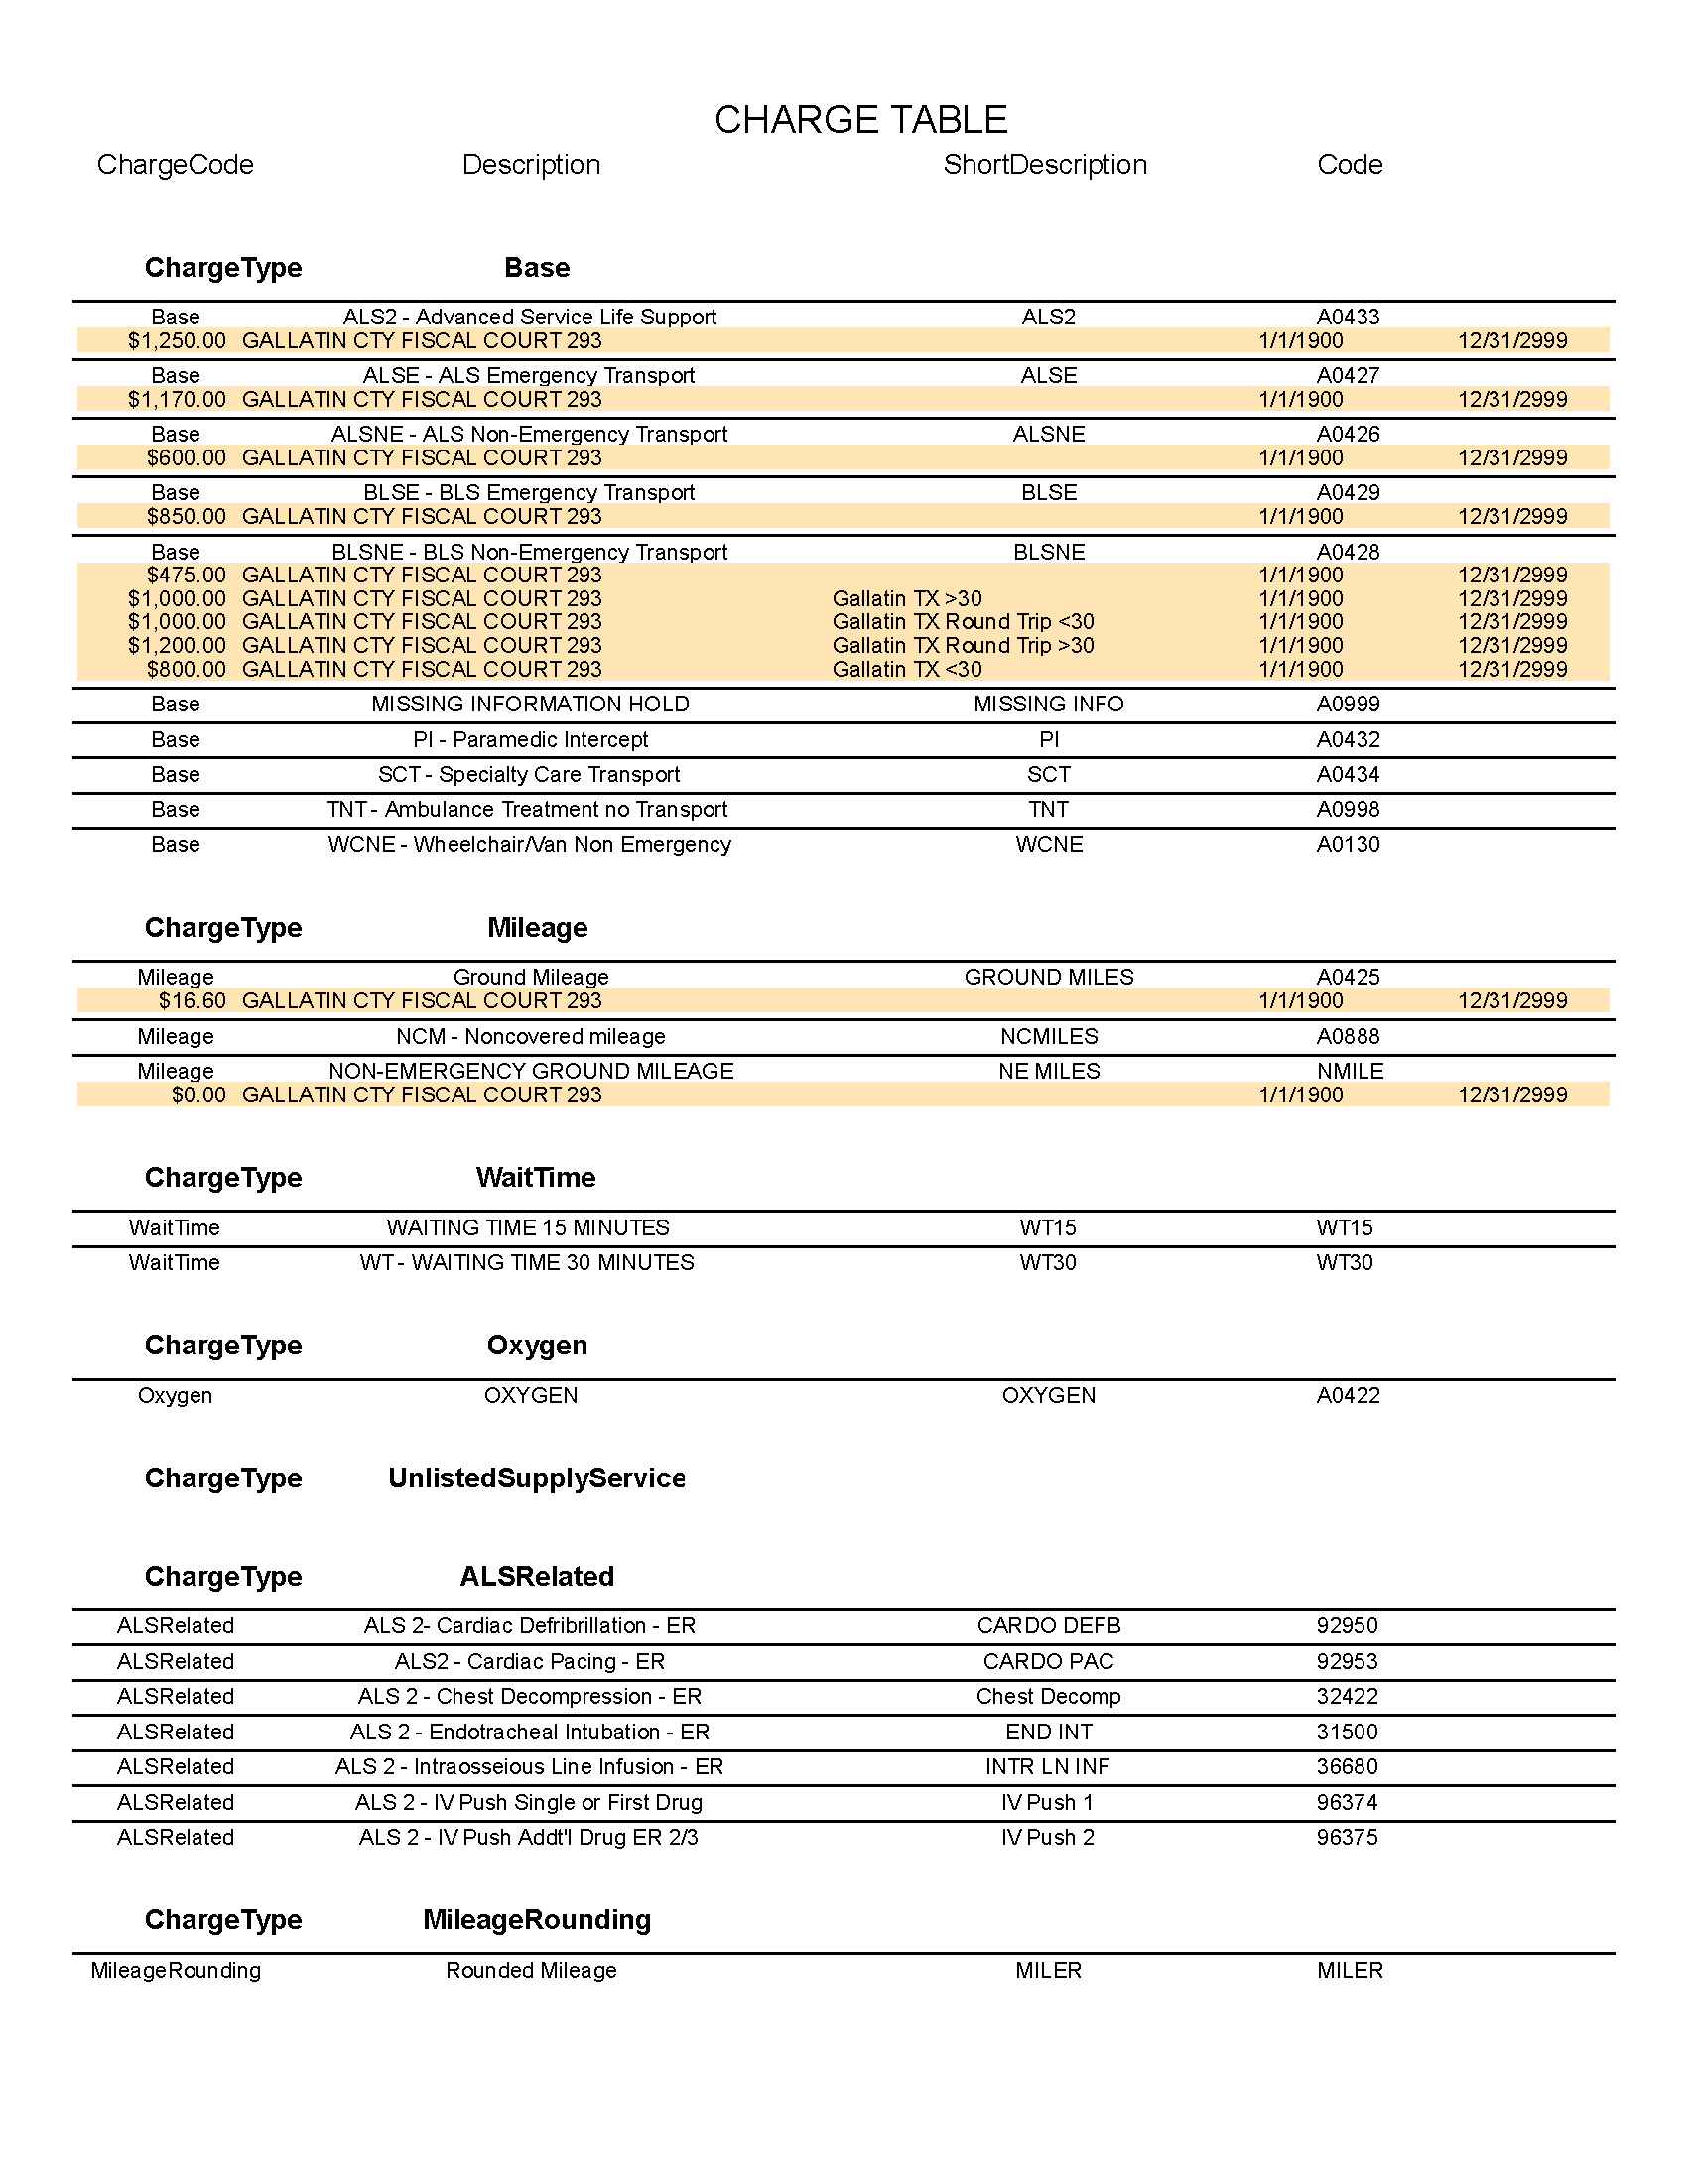 CHARGE TABLE
ChargeCode Description ShortDescription Code
ChargeType Base
Base ALS2 - Advanced Service Life Support ALS2 A0433
$1,250.00 GALLATIN CTY FISCAL COURT 293 1/1/1900 12/31/2999
Base ALSE - ALS Emergency Transport ALSE A0427
$1,170.00 GALLATIN CTY FISCAL COURT 293 1/1/1900 12/31/2999
Base ALSNE - ALS Non-Emergency Transport ALSNE A0426
$600.00 GALLATIN CTY FISCAL COURT 293 1/1/1900 12/31/2999
Base BLSE - BLS Emergency Transport BLSE A0429
$850.00 GALLATIN CTY FISCAL COURT 293 1/1/1900 12/31/2999
Base BLSNE - BLS Non-Emergency Transport BLSNE A0428
$475.00 GALLATIN CTY FISCAL COURT 293 1/1/1900 12/31/2999
$1,000.00 GALLATIN CTY FISCAL COURT 293 Gallatin TX >30 1/1/1900 12/31/2999
$1,000.00 GALLATIN CTY FISCAL COURT 293 Gallatin TX Round Trip <30 1/1/1900 12/31/2999
$1,200.00 GALLATIN CTY FISCAL COURT 293 Gallatin TX Round Trip >30 1/1/1900 12/31/2999
$800.00 GALLATIN CTY FISCAL COURT 293 Gallatin TX <30 1/1/1900 12/31/2999
Base MISSING INFORMATION HOLD MISSING INFO A0999
Base PI - Paramedic Intercept PI A0432
Base SCT - Specialty Care Transport SCT A0434
Base TNT - Ambulance Treatment no Transport TNT A0998
Base WCNE - Wheelchair/Van Non Emergency WCNE A0130
ChargeType Mileage
Mileage Ground Mileage GROUND MILES A0425
$16.60 GALLATIN CTY FISCAL COURT 293 1/1/1900 12/31/2999
Mileage NCM - Noncovered mileage NCMILES A0888
Mileage NON-EMERGENCY GROUND MILEAGE NE MILES NMILE
$0.00 GALLATIN CTY FISCAL COURT 293 1/1/1900 12/31/2999
ChargeType WaitTime
WaitTime WAITING TIME 15 MINUTES WT15 WT15
WaitTime WT - WAITING TIME 30 MINUTES WT30 WT30
ChargeType Oxygen
Oxygen OXYGEN OXYGEN A0422
ChargeType UnlistedSupplyService
ChargeType ALSRelated
ALSRelated ALS 2- Cardiac Defribrillation - ER CARDO DEFB 92950
ALSRelated ALS2 - Cardiac Pacing - ER CARDO PAC 92953
ALSRelated ALS 2 - Chest Decompression - ER Chest Decomp 32422
ALSRelated ALS 2 - Endotracheal Intubation - ER END INT 31500
ALSRelated ALS 2 - Intraosseious Line Infusion - ER INTR LN INF 36680
ALSRelated ALS 2 - IV Push Single or First Drug IV Push 1 96374
ALSRelated ALS 2 - IV Push Addt'l Drug ER 2/3 IV Push 2 96375
ChargeType MileageRounding
MileageRounding Rounded Mileage MILER MILER